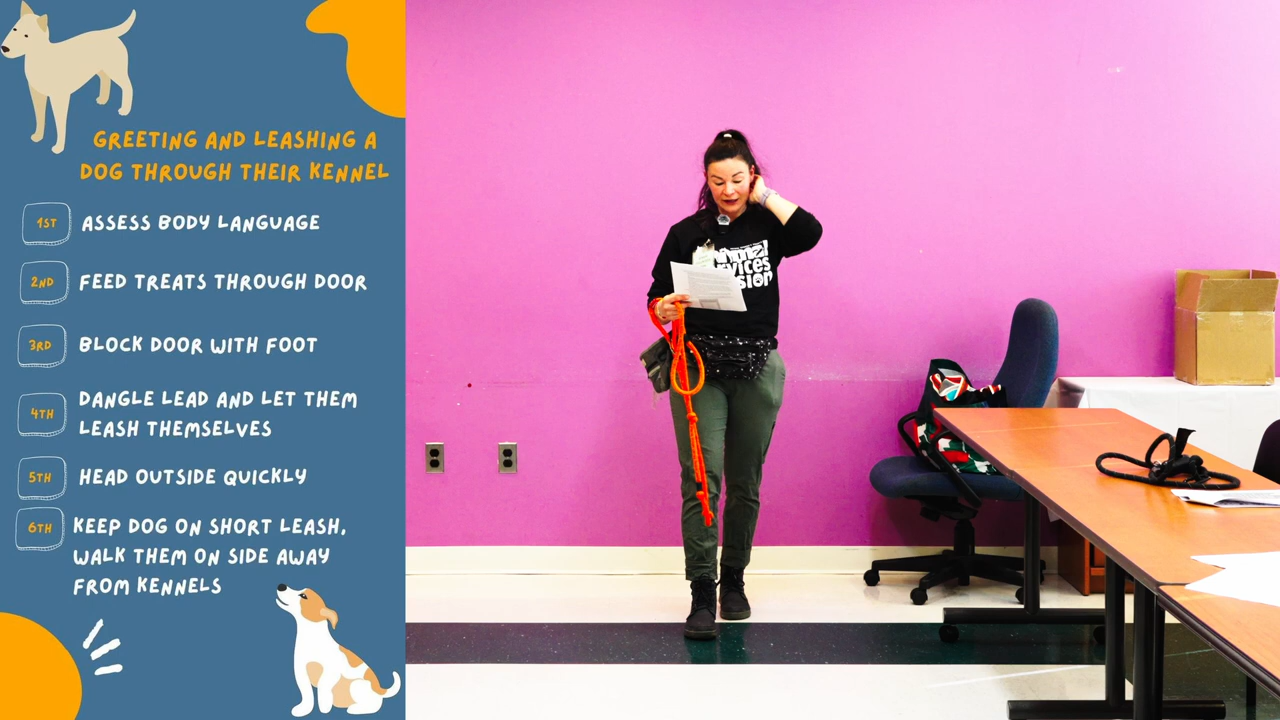 GREETING AND LEASHING A
DOG THROUGH THEIR KENNEL
1ST ASSESS BODY LANGUAGE
2ND FEED TREATS THROUGH DOOR
3RD BLOCK DOOR WITH FOOT
4TH DANGLE LEAD AND LET THEM
LEASH THEMSELVES
5TH HEAD OUTSIDE QUICKLY
6TH KEEP DOG ON SHORT LEASH,
WALK THEM ON SIDE AWAY
FROM KENNELS